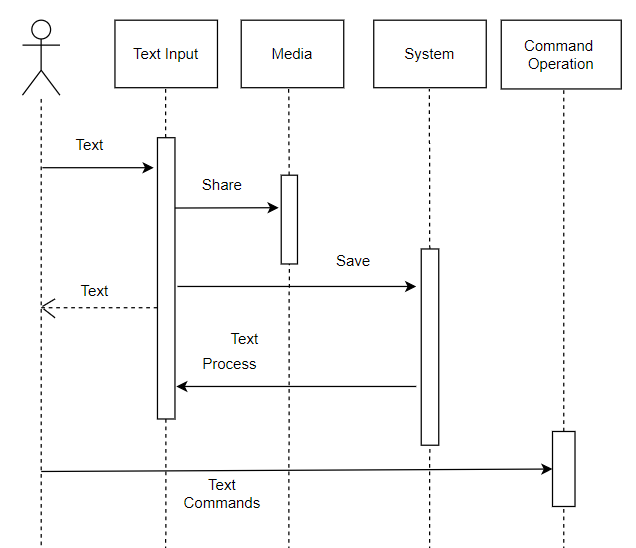 Text Input
Media
System
Command
Operation
Text
Share
Save
Text
Text
Process
Text
Commands